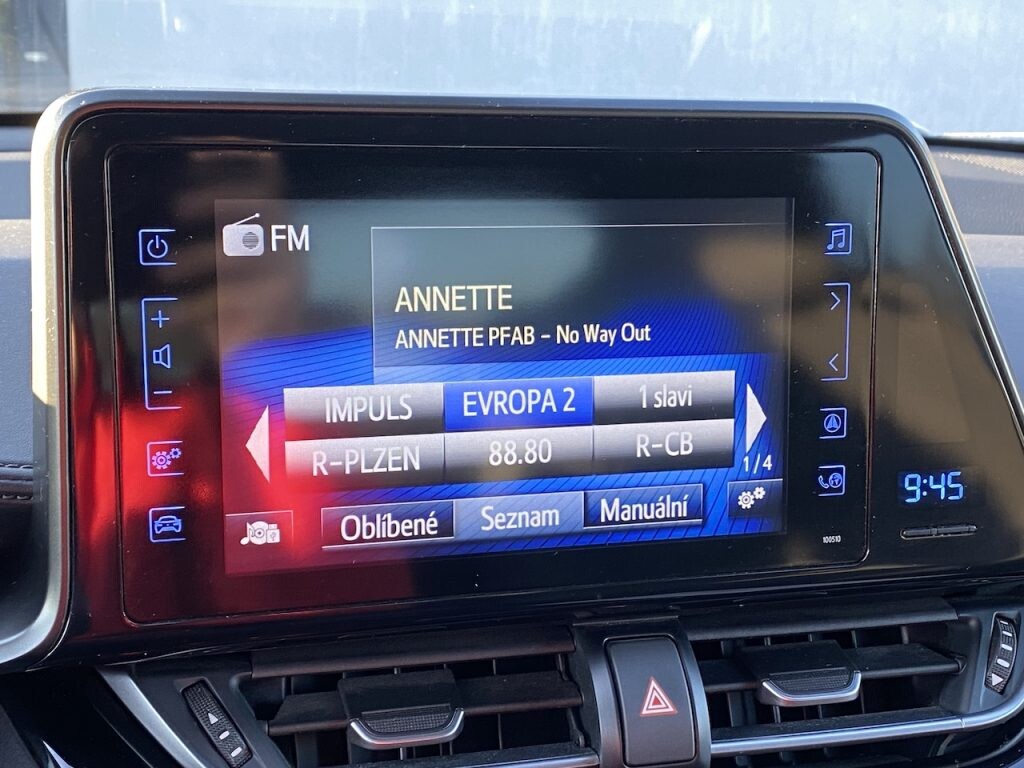 FM
ANNETTE
ANNETTE PFAB – No Way Out
IMPULS EVROPA 2 1 slavi
R-PLZEN 88.80 R-CB
1/4
Oblíbené Seznam Manuální
9:45
100510